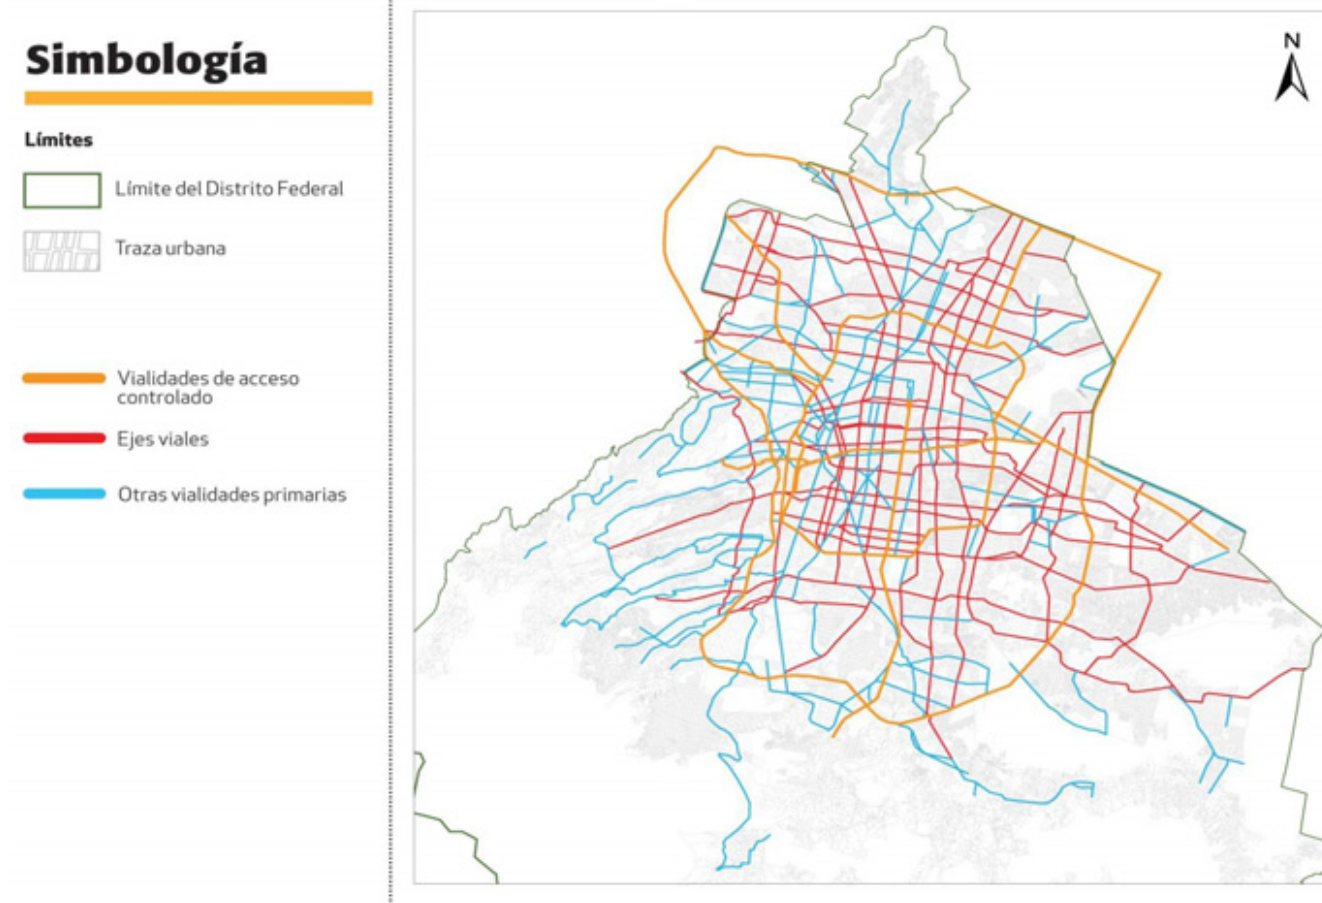 Simbología
Límites
Límite del Distrito Federal
Traza urbana
Vialidades de acceso
controlado
Ejes viales
Otras vialidades primarias
N